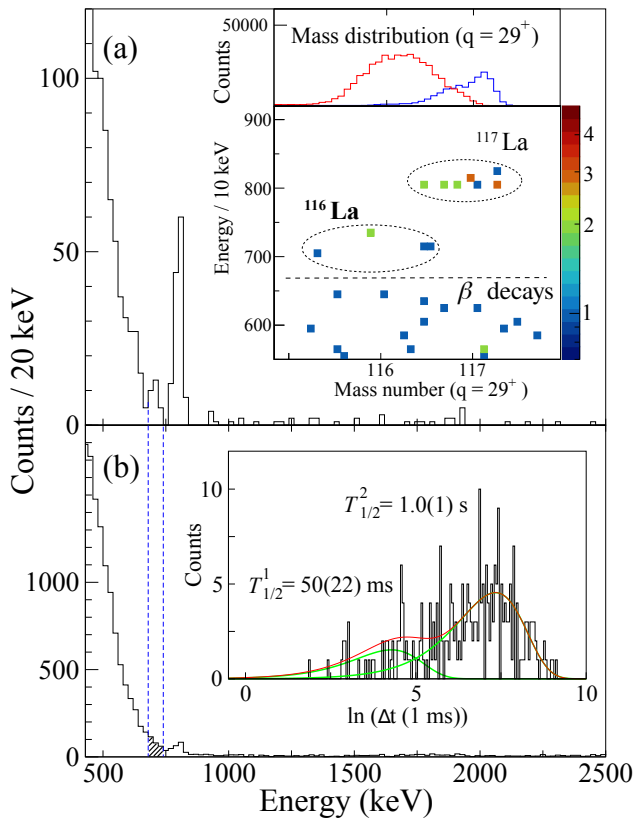 (a)
Counts / 20 keV
100
50
0
Mass distribution (q = 29⁺)
Counts
50000
Energy / 10 keV
900
800
700
600
¹¹⁷La
¹¹⁶La
β decays
116
117
Mass number (q = 29⁺)
4
3
2
1
(b)
1000
500
0
Counts
10
5
0
T²₁/₂ = 1.0(1) s
T¹₁/₂ = 50(22) ms
0
5
10
ln (Δt (1 ms))
500
1000
1500
2000
2500
Energy (keV)